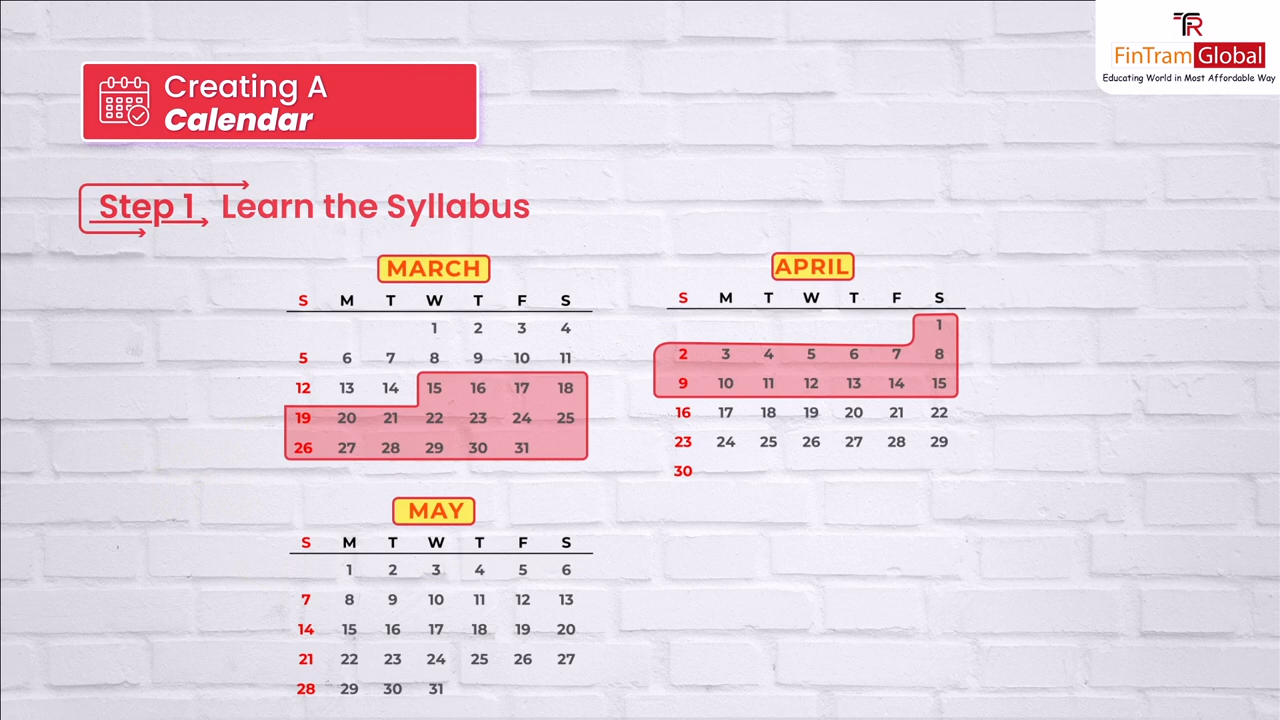 TR
FinTram Global
Educating World in Most Affordable Way
Creating A
Calendar
Step 1 Learn the Syllabus
MARCH
S M T W T F S
1 2 3 4
5 6 7 8 9 10 11
12 13 14 15 16 17 18
19 20 21 22 23 24 25
26 27 28 29 30 31
APRIL
S M T W T F S
1
2 3 4 5 6 7 8
9 10 11 12 13 14 15
16 17 18 19 20 21 22
23 24 25 26 27 28 29
30
MAY
S M T W T F S
1 2 3 4 5 6
7 8 9 10 11 12 13
14 15 16 17 18 19 20
21 22 23 24 25 26 27
28 29 30 31